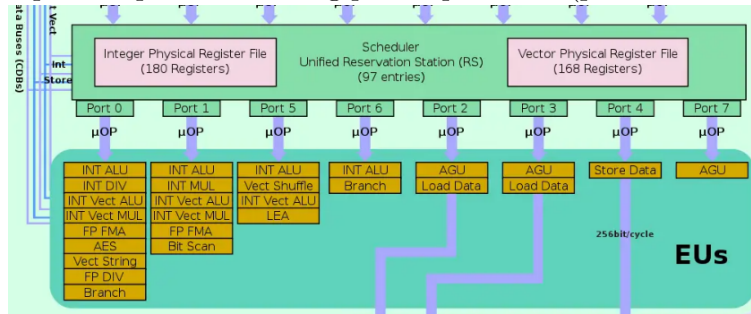 ata Buses (CDBs)
t Vect
Int
Store
Integer Physical Register File
(180 Registers)
Scheduler
Unified Reservation Station (RS)
(97 entries)
Vector Physical Register File
(168 Registers)
Port 0
Port 1
Port 5
Port 6
Port 2
Port 3
Port 4
Port 7
μOP
μOP
μOP
μOP
μOP
μOP
μOP
μOP
INT ALU
INT DIV
INT Vect ALU
INT Vect MUL
FP FMA
AES
Vect String
FP DIV
Branch
INT ALU
INT MUL
INT Vect ALU
INT Vect MUL
FP FMA
Bit Scan
INT ALU
Vect Shuffle
INT Vect ALU
LEA
INT ALU
Branch
AGU
Load Data
AGU
Load Data
Store Data
AGU
256bit/cycle
EUs